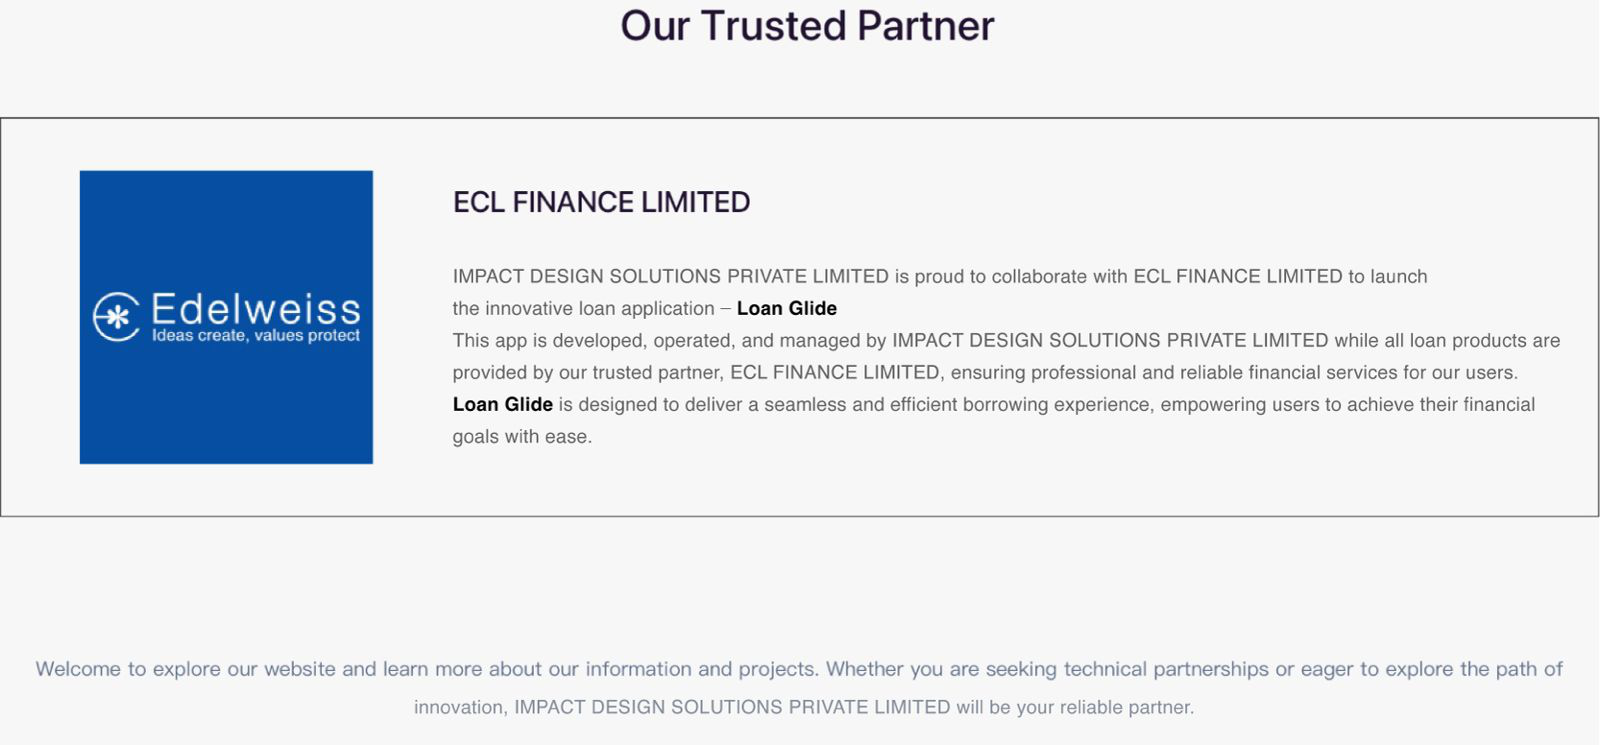 Our Trusted Partner
Edelweiss
Ideas create, values protect
ECL FINANCE LIMITED
IMPACT DESIGN SOLUTIONS PRIVATE LIMITED is proud to collaborate with ECL FINANCE LIMITED to launch
the innovative loan application – Loan Glide
This app is developed, operated, and managed by IMPACT DESIGN SOLUTIONS PRIVATE LIMITED while all loan products are
provided by our trusted partner, ECL FINANCE LIMITED, ensuring professional and reliable financial services for our users.
Loan Glide is designed to deliver a seamless and efficient borrowing experience, empowering users to achieve their financial
goals with ease.
Welcome to explore our website and learn more about our information and projects. Whether you are seeking technical partnerships or eager to explore the path of
innovation, IMPACT DESIGN SOLUTIONS PRIVATE LIMITED will be your reliable partner.